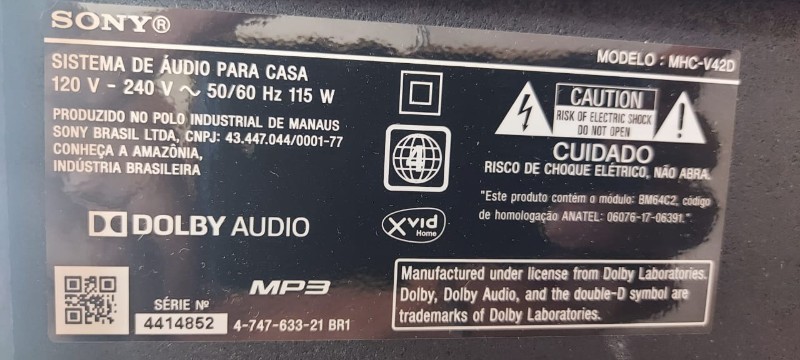 SONY®
MODELO : MHC-V42D
SISTEMA DE ÁUDIO PARA CASA
120 V - 240 V ~ 50/60 Hz 115 W
PRODUZIDO NO POLO INDUSTRIAL DE MANAUS
SONY BRASIL LTDA, CNPJ: 43.447.044/0001-77
CONHEÇA A AMAZÔNIA,
INDÚSTRIA BRASILEIRA
4
CAUTION
RISK OF ELECTRIC SHOCK
DO NOT OPEN
CUIDADO
RISCO DE CHOQUE ELÉTRICO, NÃO ABRA.
"Este produto contém o módulo: BM64C2, código
de homologação ANATEL: 06076-17-06391."
DOLBY AUDIO
XviD
Home
MP3
SÉRIE Nº
4414852
4-747-633-21 BR1
Manufactured under license from Dolby Laboratories.
Dolby, Dolby Audio, and the double-D symbol are
trademarks of Dolby Laboratories.